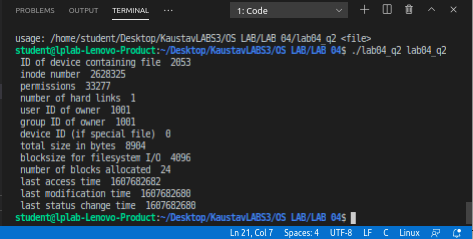 PROBLEMS OUTPUT TERMINAL ··· 1: Code
usage: /home/student/Desktop/KaustavLABS3/OS LAB/LAB 04/lab04_q2 <file>
student@lplab-Lenovo-Product:~/Desktop/KaustavLABS3/OS LAB/LAB 04$ ./lab04_q2 lab04_q2
ID of device containing file 2053
inode number 2628325
permissions 33277
number of hard links 1
user ID of owner 1001
group ID of owner 1001
device ID (if special file) 0
total size in bytes 8904
blocksize for filesystem I/O 4096
number of blocks allocated 24
last access time 1607682682
last modification time 1607682680
last status change time 1607682680
student@lplab-Lenovo-Product:~/Desktop/KaustavLABS3/OS LAB/LAB 04$
Ln 21, Col 7 Spaces: 4 UTF-8 LF C Linux